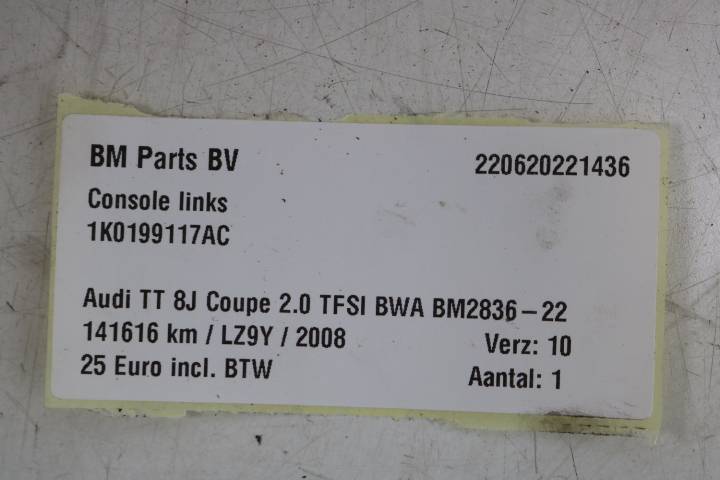 BM Parts BV 220620221436
Console links
1K0199117AC
Audi TT 8J Coupe 2.0 TFSI BWA BM2836-22
141616 km / LZ9Y / 2008 Verz: 10
25 Euro incl. BTW Aantal: 1